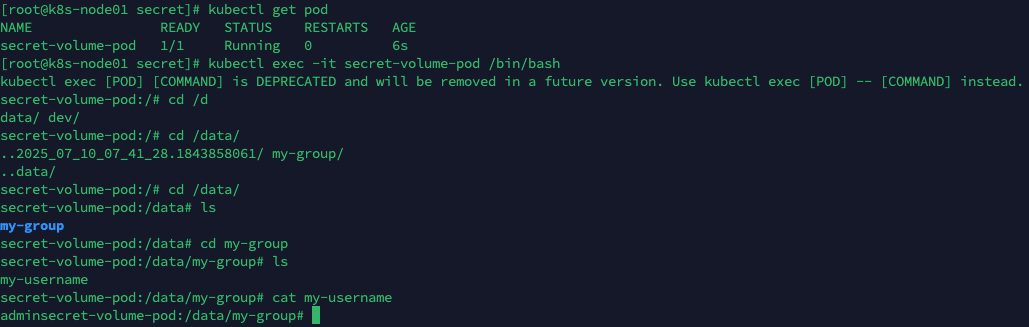 [root@k8s-node01 secret]# kubectl get pod
NAME                READY   STATUS    RESTARTS   AGE
secret-volume-pod   1/1     Running   0          6s
[root@k8s-node01 secret]# kubectl exec -it secret-volume-pod /bin/bash
kubectl exec [POD] [COMMAND] is DEPRECATED and will be removed in a future version. Use kubectl exec [POD] -- [COMMAND] instead.
secret-volume-pod:/# cd /d
data/ dev/
secret-volume-pod:/# cd /data/
..2025_07_10_07_41_28.1843858061/ my-group/
..data/
secret-volume-pod:/# cd /data/
secret-volume-pod:/data# ls
my-group
secret-volume-pod:/data# cd my-group
secret-volume-pod:/data/my-group# ls
my-username
secret-volume-pod:/data/my-group# cat my-username
adminsecret-volume-pod:/data/my-group#